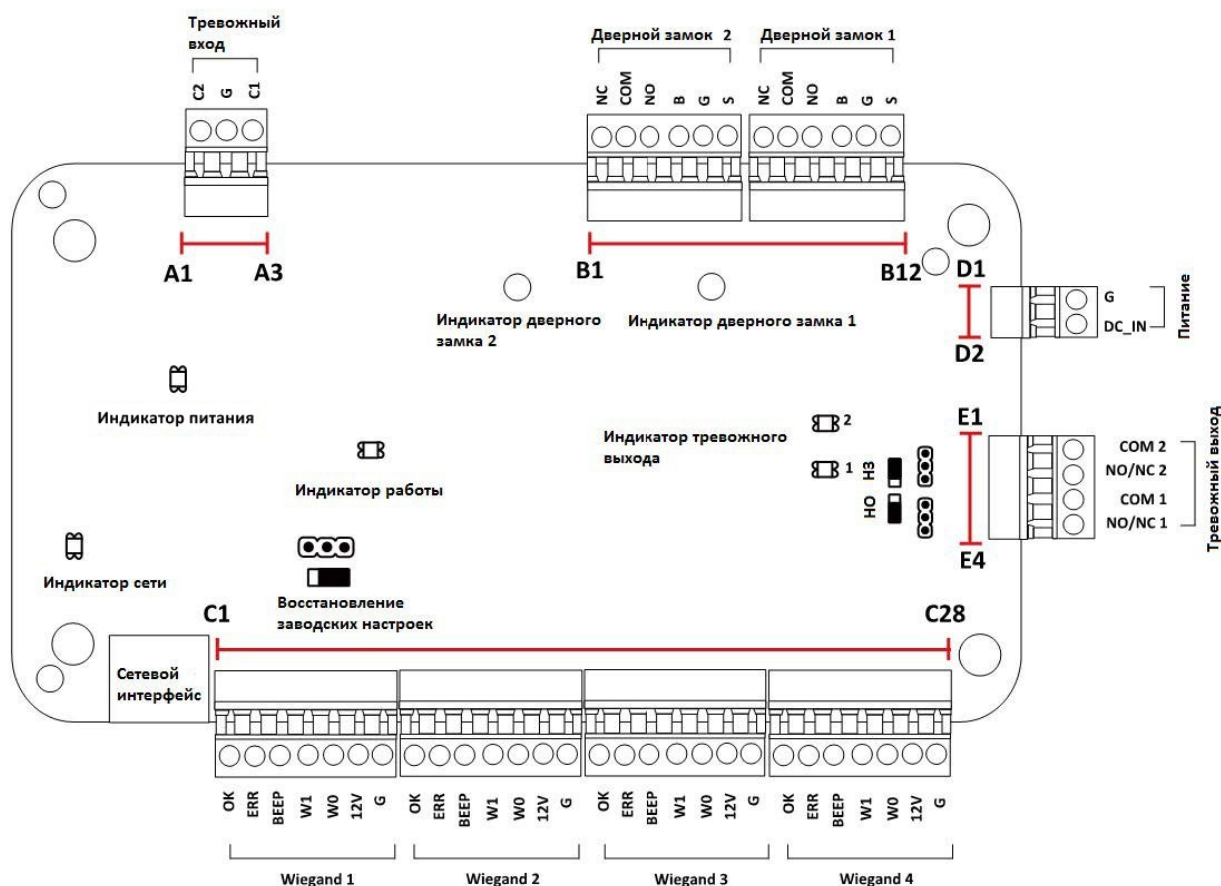 Тревожный
вход
C2 G C1
Дверной замок 2
Дверной замок 1
NC COM NO B G S
NC COM NO B G S
A1 A3
B1 B12
D1
G
DC_IN
Питание
D2
Индикатор дверного
замка 2
Индикатор дверного замка 1
Индикатор питания
Индикатор тревожного
выхода
2
1
НЗ
НО
E1
COM 2
NO/NC 2
COM 1
NO/NC 1
Тревожный выход
E4
Индикатор работы
Индикатор сети
Восстановление
заводских настроек
C1 C28
Сетевой
интерфейс
OK ERR BEEP W1 W0 12V G
OK ERR BEEP W1 W0 12V G
OK ERR BEEP W1 W0 12V G
OK ERR BEEP W1 W0 12V G
Wiegand 1
Wiegand 2
Wiegand 3
Wiegand 4